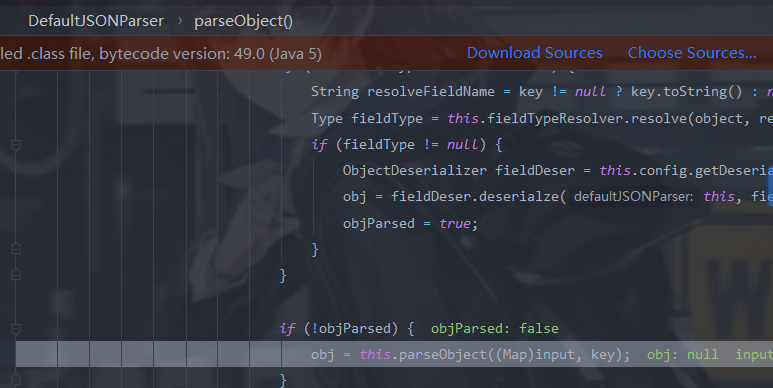 DefaultJSONParser › parseObject()
led .class file, bytecode version: 49.0 (Java 5) Download Sources Choose Sources...
String resolveFieldName = key != null ? key.toString() : n
Type fieldType = this.fieldTypeResolver.resolve(object, re
if (fieldType != null) {
ObjectDeserializer fieldDeser = this.config.getDeseria
obj = fieldDeser.deserialze( defaultJSONParser: this, fie
objParsed = true;
}
}
if (!objParsed) { objParsed: false
obj = this.parseObject((Map)input, key); obj: null input
}